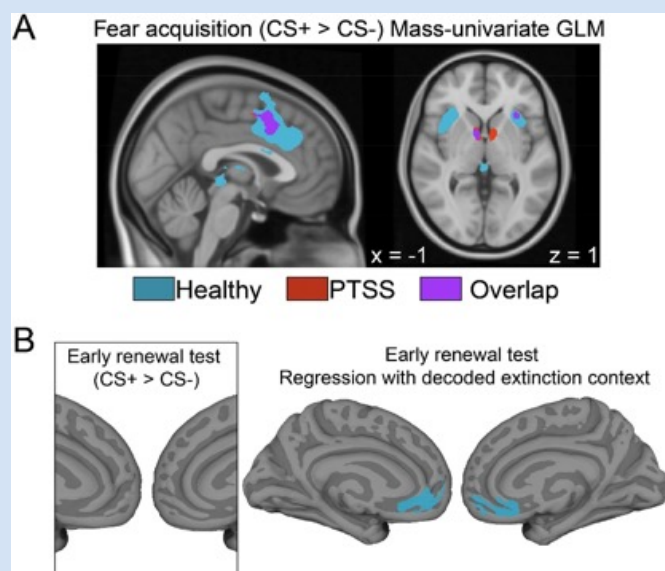 A
Fear acquisition (CS+ > CS-) Mass-univariate GLM
x = -1
z = 1
Healthy PTSS Overlap
B
Early renewal test
(CS+ > CS-)
Early renewal test
Regression with decoded extinction context